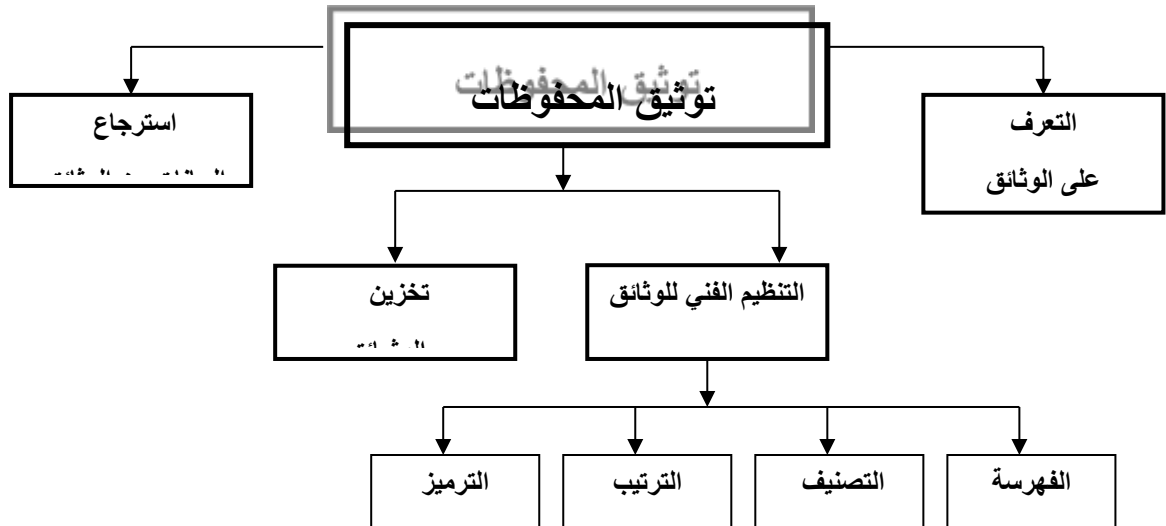 توثيق المحفوظات
التعرف
على الوثائق
استرجاع
التنظيم الفني للوثائق
تخزين
الفهرسة
التصنيف
الترتيب
الترميز